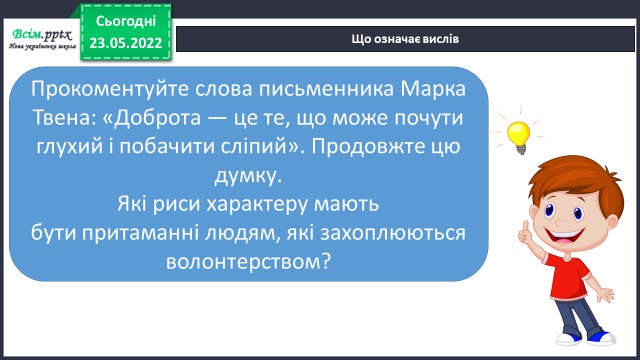 Всім.pptx
Нова українська школа
Сьогодні
23.05.2022
Що означає вислів
Прокоментуйте слова письменника Марка
Твена: «Доброта — це те, що може почути
глухий і побачити сліпий». Продовжте цю
думку.
Які риси характеру мають
бути притаманні людям, які захоплюються
волонтерством?